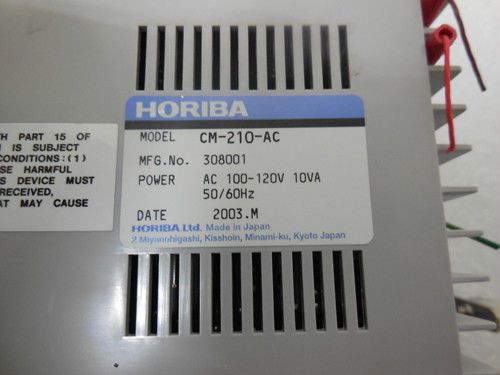 TH PART 15 OF
IS SUBJECT
CONDITIONS:(1)
SE HARMFUL
S DEVICE MUST
RECEIVED,
AT MAY CAUSE
HORIBA
MODEL CM-210-AC
MFG.No. 308001
POWER AC 100-120V 10VA
50/60Hz
DATE 2003.M
HORIBA.Ltd. Made in Japan
2 Miyanohigashi, Kisshoin, Minami-ku, Kyoto Japan